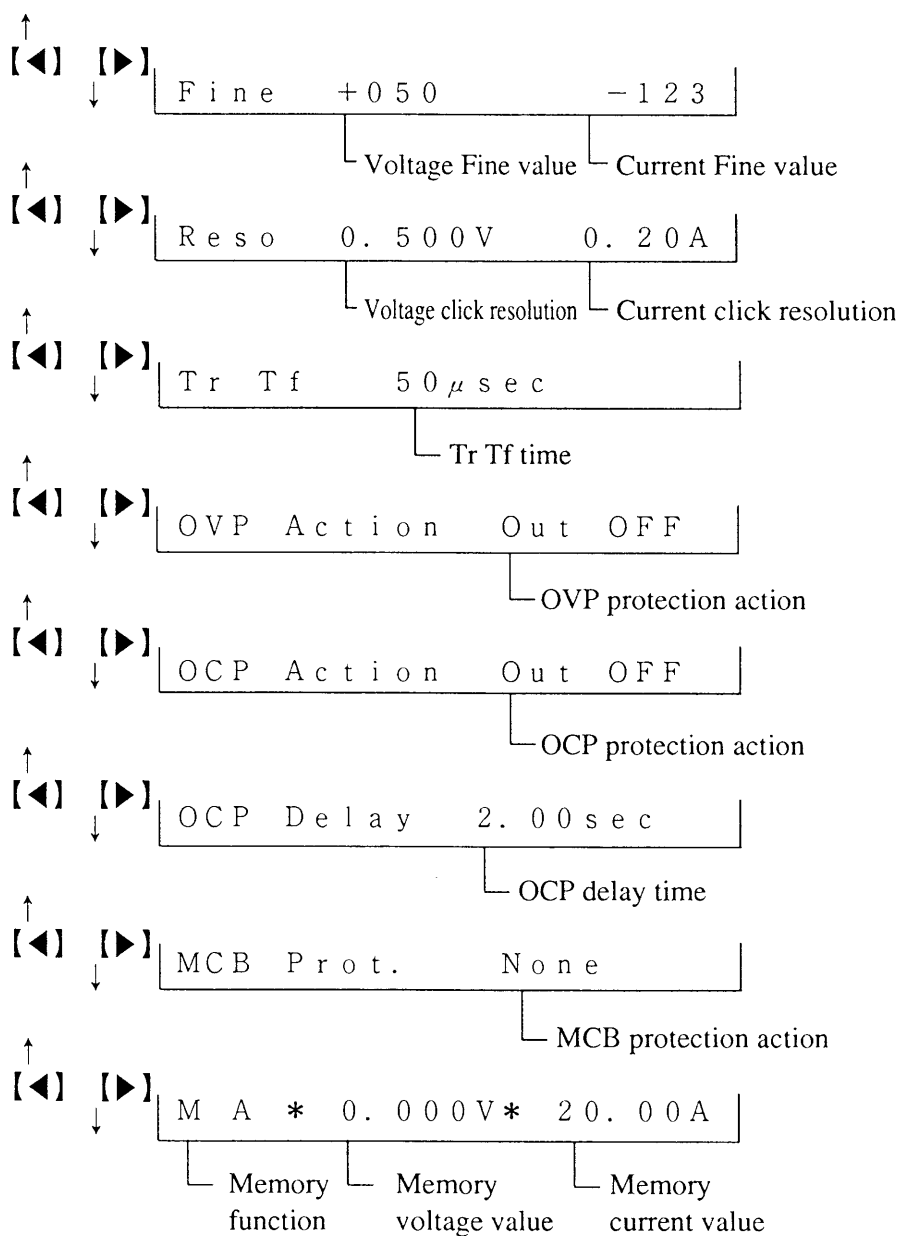 ↑
【◀】 【▶】
↓
Fine +050 -123
Voltage Fine value Current Fine value
↑
【◀】 【▶】
↓
Reso 0.500V 0.20A
Voltage click resolution Current click resolution
↑
【◀】 【▶】
↓
Tr Tf 50μsec
Tr Tf time
↑
【◀】 【▶】
↓
OVP Action Out OFF
OVP protection action
↑
【◀】 【▶】
↓
OCP Action Out OFF
OCP protection action
↑
【◀】 【▶】
↓
OCP Delay 2.00sec
OCP delay time
↑
【◀】 【▶】
↓
MCB Prot. None
MCB protection action
↑
【◀】 【▶】
↓
M A * 0.000V* 20.00A
Memory Memory Memory
function voltage value current value